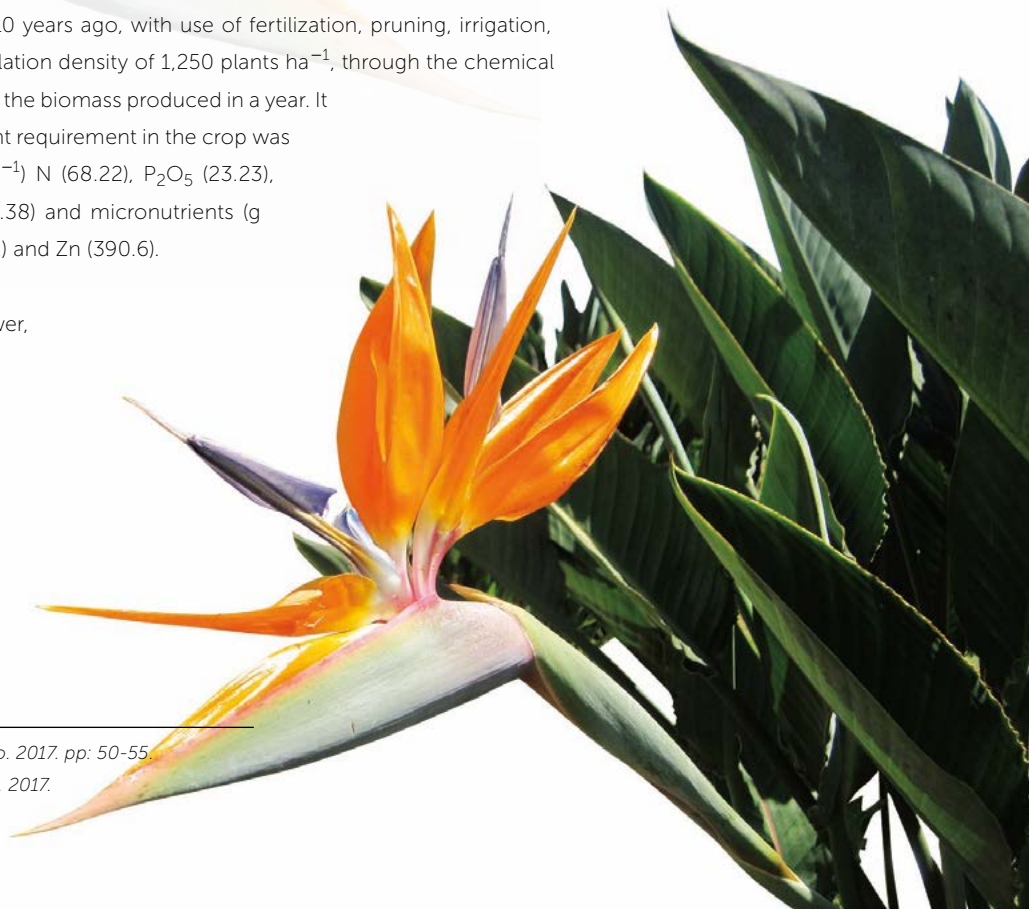 10 years ago, with use of fertilization, pruning, irrigation,
lation density of 1,250 plants ha⁻¹, through the chemical
the biomass produced in a year. It
nt requirement in the crop was
⁻¹) N (68.22), P₂O₅ (23.23),
.38) and micronutrients (g
) and Zn (390.6).
wer,
o. 2017. pp: 50-55.
. 2017.